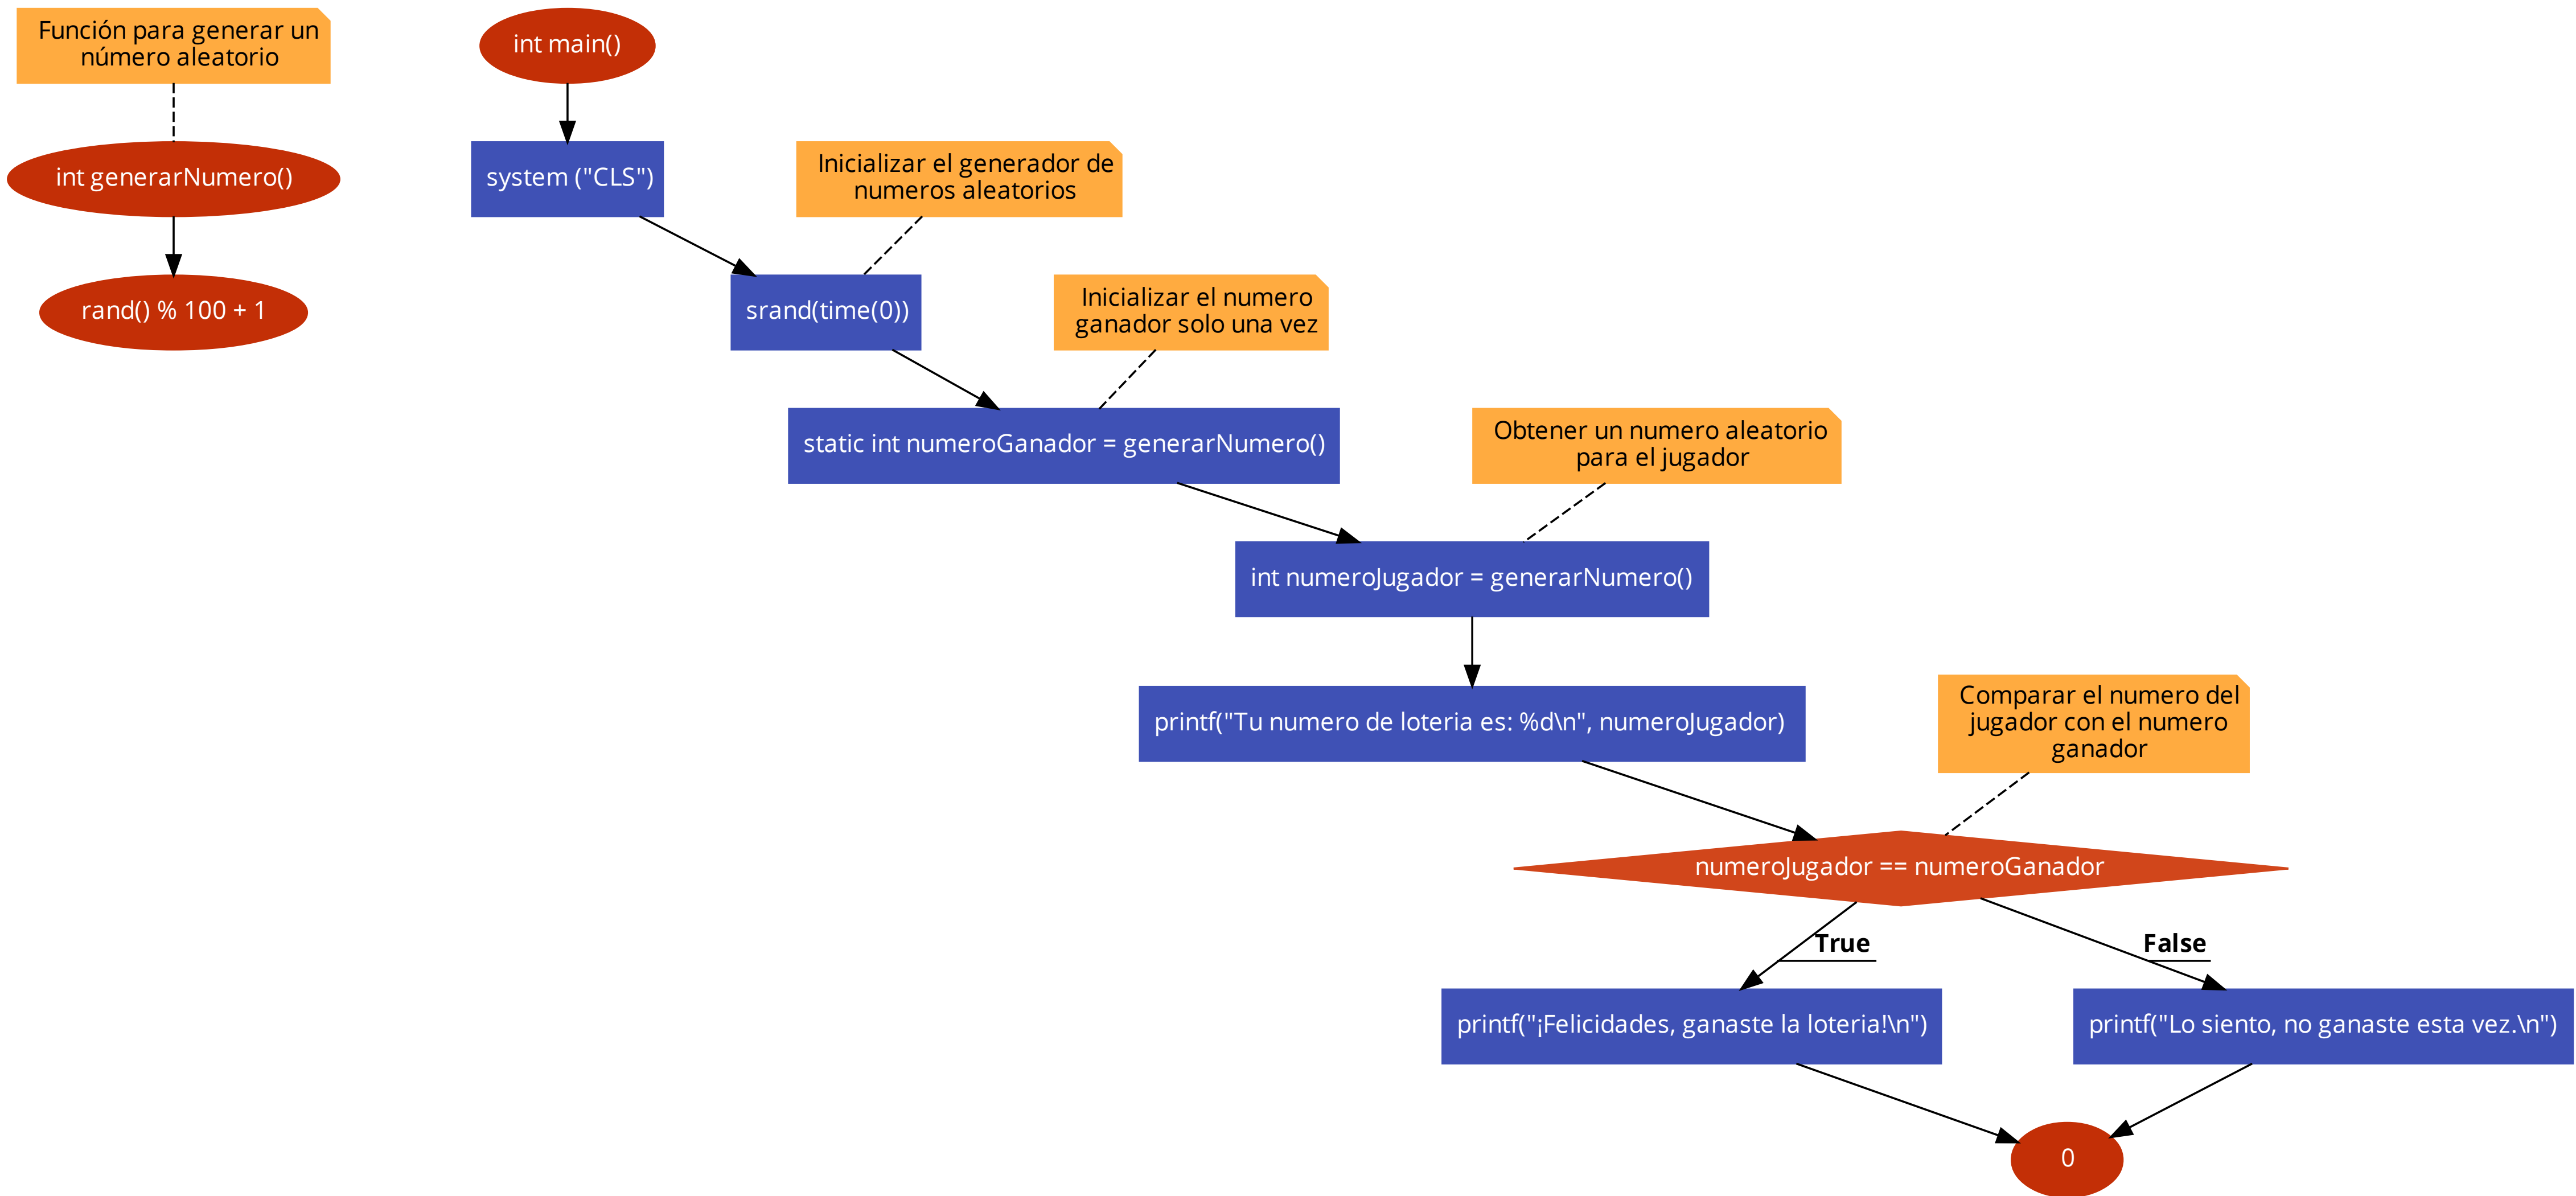 Función para generar un
número aleatorio
int generarNumero()
rand() % 100 + 1
int main()
system ("CLS")
Inicializar el generador de
numeros aleatorios
srand(time(0))
Inicializar el numero
ganador solo una vez
static int numeroGanador = generarNumero()
Obtener un numero aleatorio
para el jugador
int numeroJugador = generarNumero()
printf("Tu numero de loteria es: %d\n", numeroJugador)
Comparar el numero del
jugador con el numero
ganador
numeroJugador == numeroGanador
True
False
printf("¡Felicidades, ganaste la loteria!\n")
printf("Lo siento, no ganaste esta vez.\n")
0